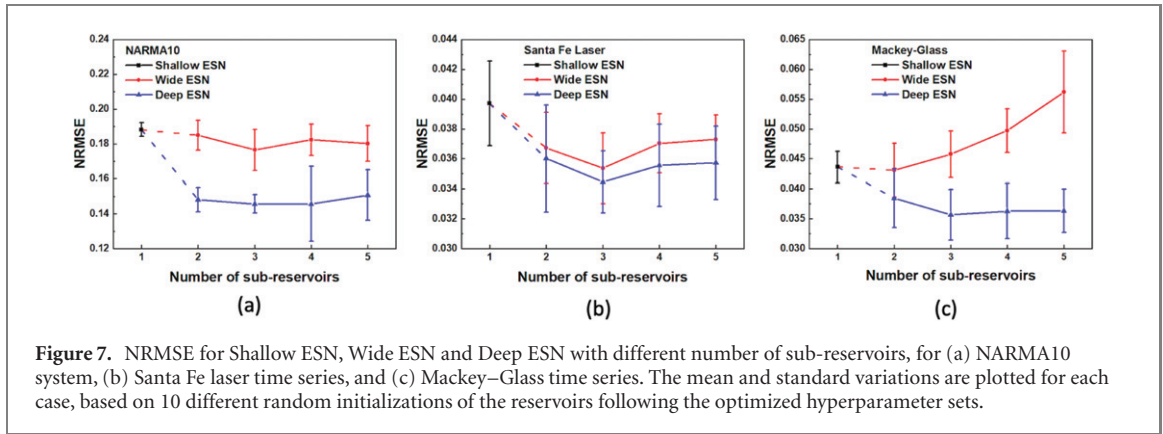 0.24
0.22
0.20
0.18
0.16
0.14
0.12
NRMSE
NARMA10
Shallow ESN
Wide ESN
Deep ESN
1 2 3 4 5
Number of sub-reservoirs
(a)
0.044
0.042
0.040
0.038
0.036
0.034
0.032
0.030
NRMSE
Santa Fe Laser
Shallow ESN
Wide ESN
Deep ESN
1 2 3 4 5
Number of sub-reservoirs
(b)
0.065
0.060
0.055
0.050
0.045
0.040
0.035
0.030
NRMSE
Mackey-Glass
Shallow ESN
Wide ESN
Deep ESN
1 2 3 4 5
Number of sub-reservoirs
(c)
Figure 7. NRMSE for Shallow ESN, Wide ESN and Deep ESN with different number of sub-reservoirs, for (a) NARMA10
system, (b) Santa Fe laser time series, and (c) Mackey–Glass time series. The mean and standard variations are plotted for each
case, based on 10 different random initializations of the reservoirs following the optimized hyperparameter sets.